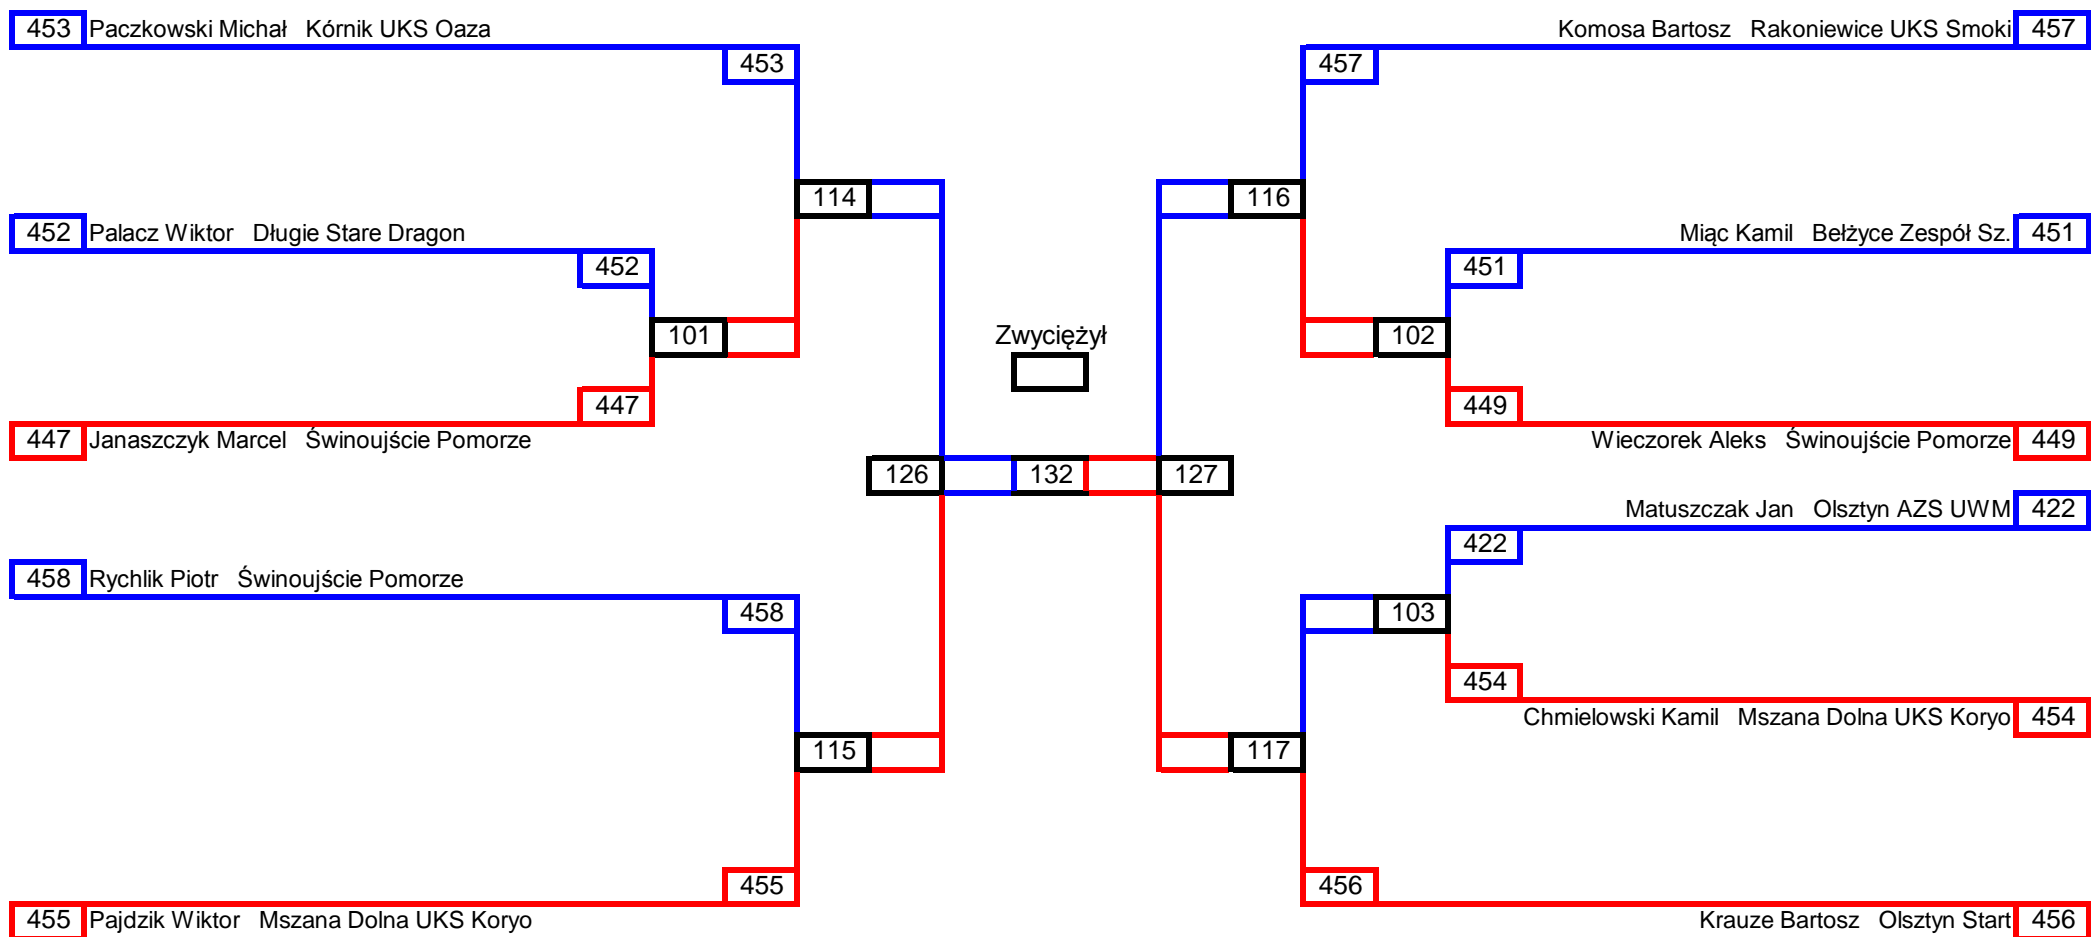 453 Paczkowski Michał Kórnik UKS Oaza
Komosa Bartosz Rakoniewice UKS Smoki 457
453
457
114
116
452 Palacz Wiktor Długie Stare Dragon
Miąc Kamil Bełżyce Zespół Sz. 451
452
451
101
Zwyciężył
102
447
449
447 Janaszczyk Marcel Świnoujście Pomorze
Wieczorek Aleks Świnoujście Pomorze 449
126
132
127
Matuszczak Jan Olsztyn AZS UWM 422
422
458 Rychlik Piotr Świnoujście Pomorze
458
103
454
Chmielowski Kamil Mszana Dolna UKS Koryo 454
115
117
455
456
455 Pajdzik Wiktor Mszana Dolna UKS Koryo
Krauze Bartosz Olsztyn Start 456